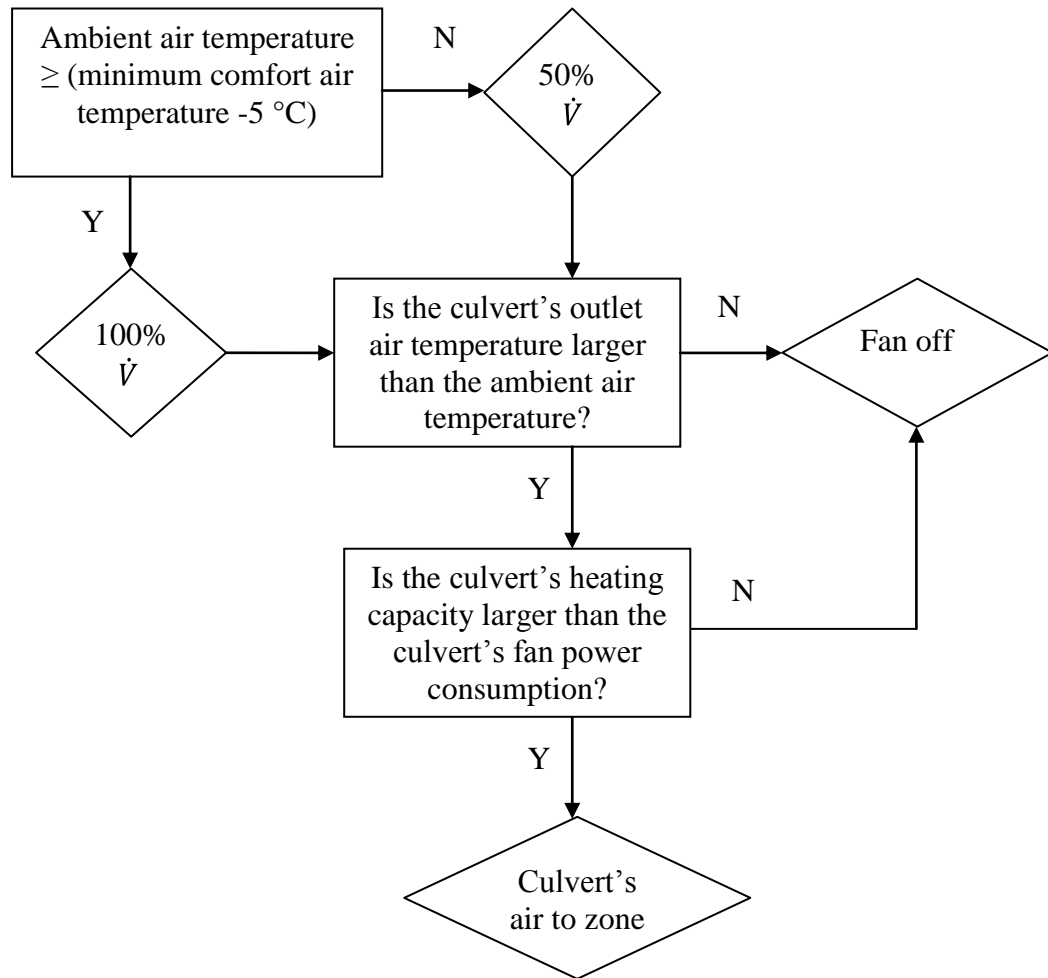 Ambient air temperature
≥ (minimum comfort air
temperature -5 °C)
N
50%
V̇
Y
100%
V̇
Is the culvert’s outlet
air temperature larger
than the ambient air
temperature?
N
Fan off
Y
Is the culvert’s heating
capacity larger than the
culvert’s fan power
consumption?
N
Y
Culvert’s
air to zone